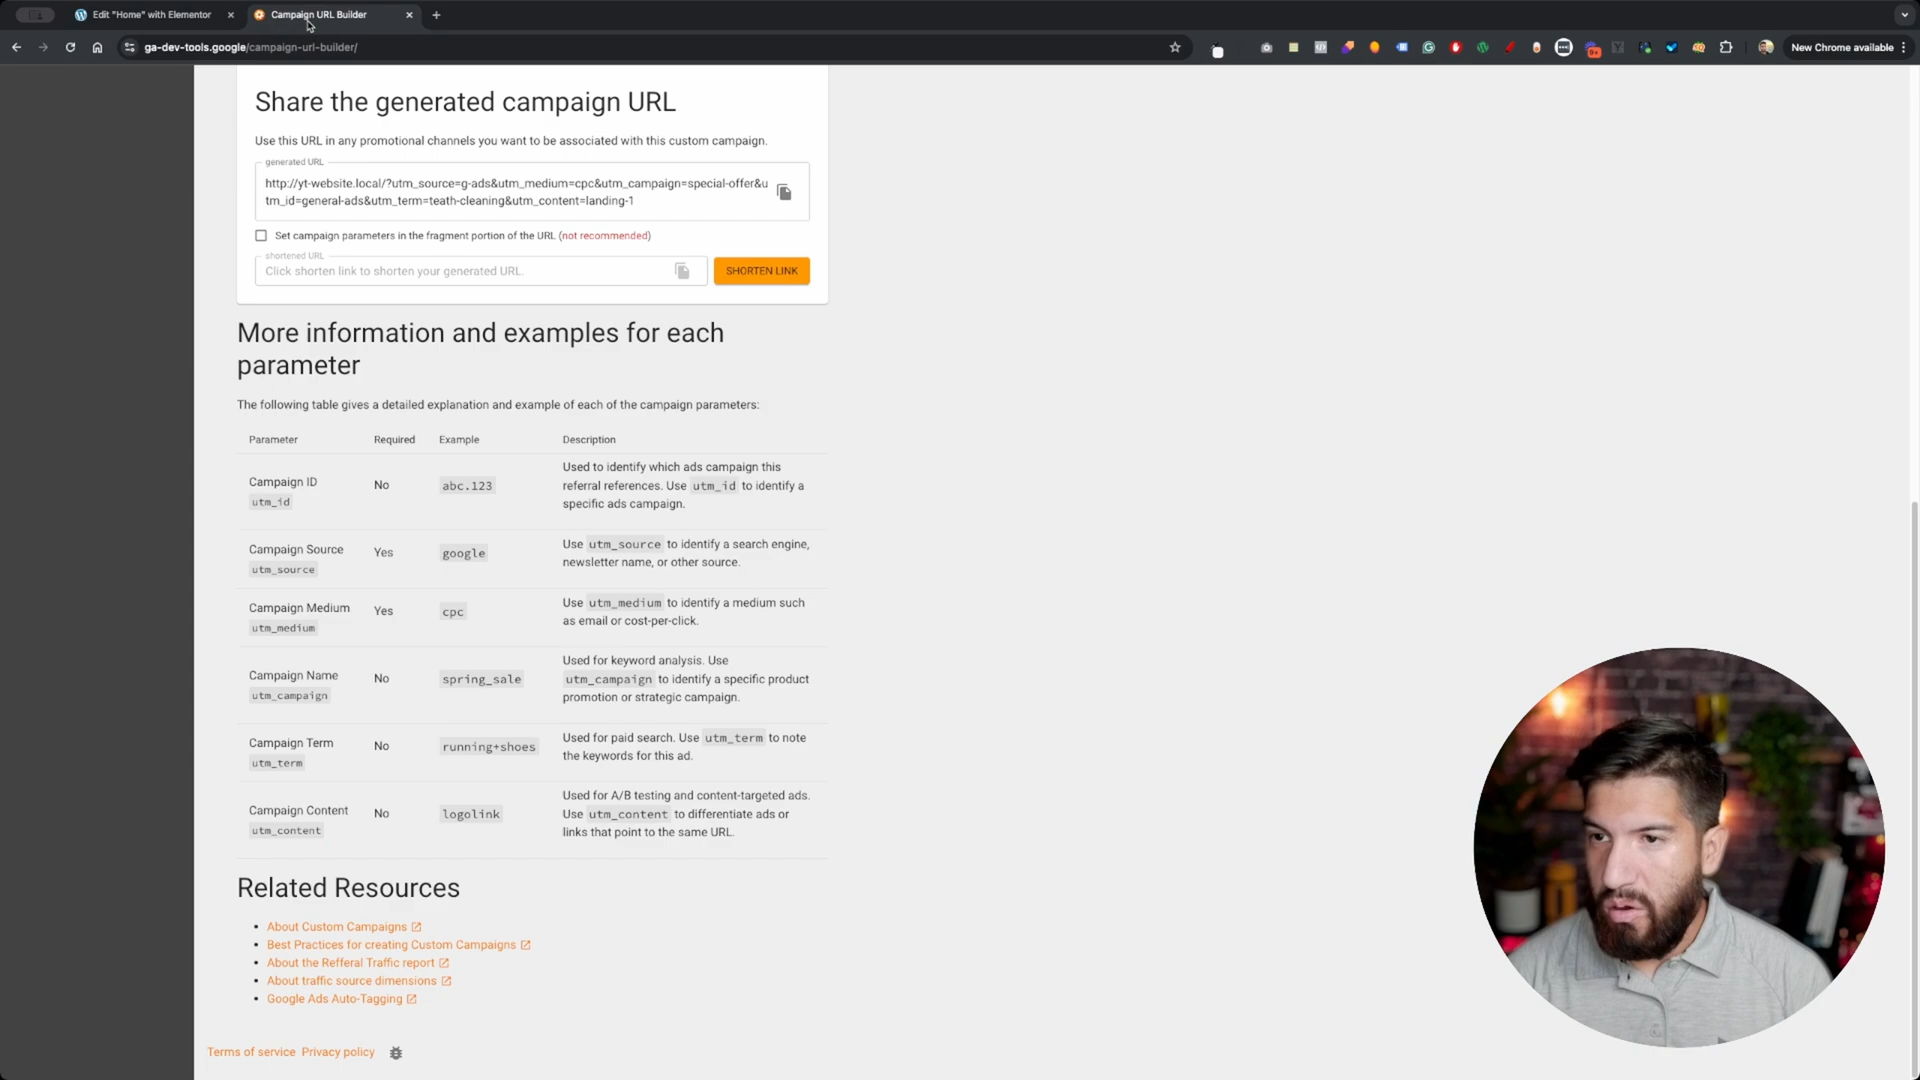 Edit "Home" with Elementor
Campaign URL Builder
ga-dev-tools.google/campaign-url-builder/
New Chrome available
Share the generated campaign URL
Use this URL in any promotional channels you want to be associated with this custom campaign.
generated URL
http://yt-website.local/?utm_source=g-ads&utm_medium=cpc&utm_campaign=special-offer&u
tm_id=general-ads&utm_term=teath-cleaning&utm_content=landing-1
Set campaign parameters in the fragment portion of the URL (not recommended)
shortened URL
Click shorten link to shorten your generated URL.
SHORTEN LINK
More information and examples for each
parameter
The following table gives a detailed explanation and example of each of the campaign parameters:
Parameter Required Example Description
Campaign ID
utm_id
No
abc.123
Used to identify which ads campaign this
referral references. Use utm_id to identify a
specific ads campaign.
Campaign Source
utm_source
Yes
google
Use utm_source to identify a search engine,
newsletter name, or other source.
Campaign Medium
utm_medium
Yes
cpc
Use utm_medium to identify a medium such
as email or cost-per-click.
Campaign Name
utm_campaign
No
spring_sale
Used for keyword analysis. Use
utm_campaign to identify a specific product
promotion or strategic campaign.
Campaign Term
utm_term
No
running+shoes
Used for paid search. Use utm_term to note
the keywords for this ad.
Campaign Content
utm_content
No
logolink
Used for A/B testing and content-targeted ads.
Use utm_content to differentiate ads or
links that point to the same URL.
Related Resources
About Custom Campaigns
Best Practices for creating Custom Campaigns
About the Refferal Traffic report
About traffic source dimensions
Google Ads Auto-Tagging
Terms of service Privacy policy